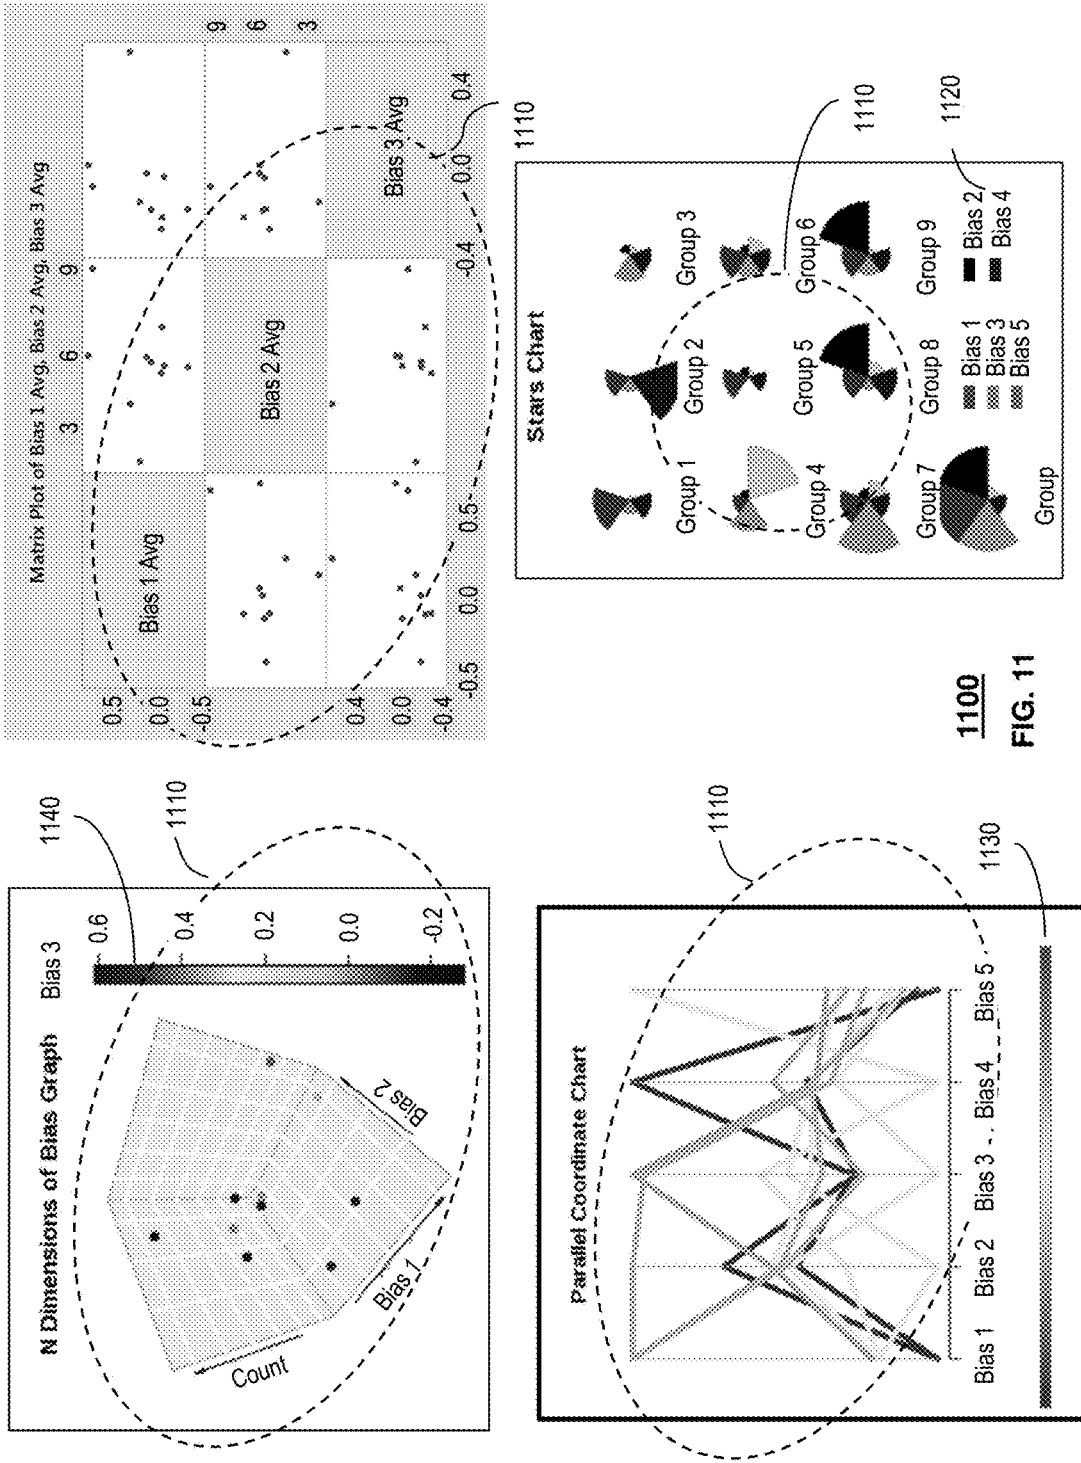 N Dimensions of Bias Graph
Bias 3
0.6
0.4
0.2
0.0
-0.2
Count
Bias 1
Bias 2
1140
1110
Matrix Plot of Bias 1 Avg, Bias 2 Avg, Bias 3 Avg
3
6
9
0.5
0.0
-0.5
Bias 1 Avg
9
6
3
Bias 2 Avg
0.4
0.0
-0.4
Bias 3 Avg
-0.5
0.0
0.5
-0.4
0.0
0.4
1110
Parallel Coordinate Chart
Bias 1
Bias 2
Bias 3
Bias 4
Bias 5
1110
1130
Stars Chart
Group 1
Group 2
Group 3
Group 4
Group 5
Group 6
Group 7
Group 8
Group 9
Group
Bias 1
Bias 2
Bias 3
Bias 4
Bias 5
1110
1120
1100
FIG. 11